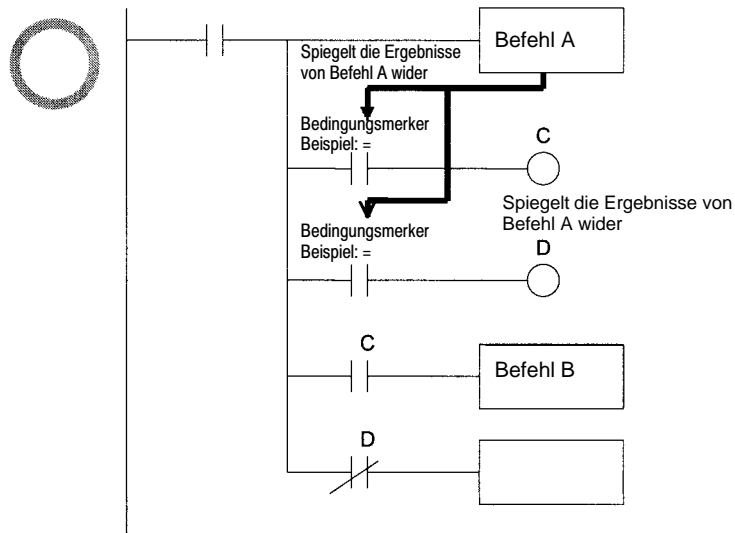 Befehl A
Spiegelt die Ergebnisse
von Befehl A wider
Bedingungsmerker
Beispiel: =
C
Spiegelt die Ergebnisse von
Befehl A wider
Bedingungsmerker
Beispiel: =
D
C
Befehl B
D